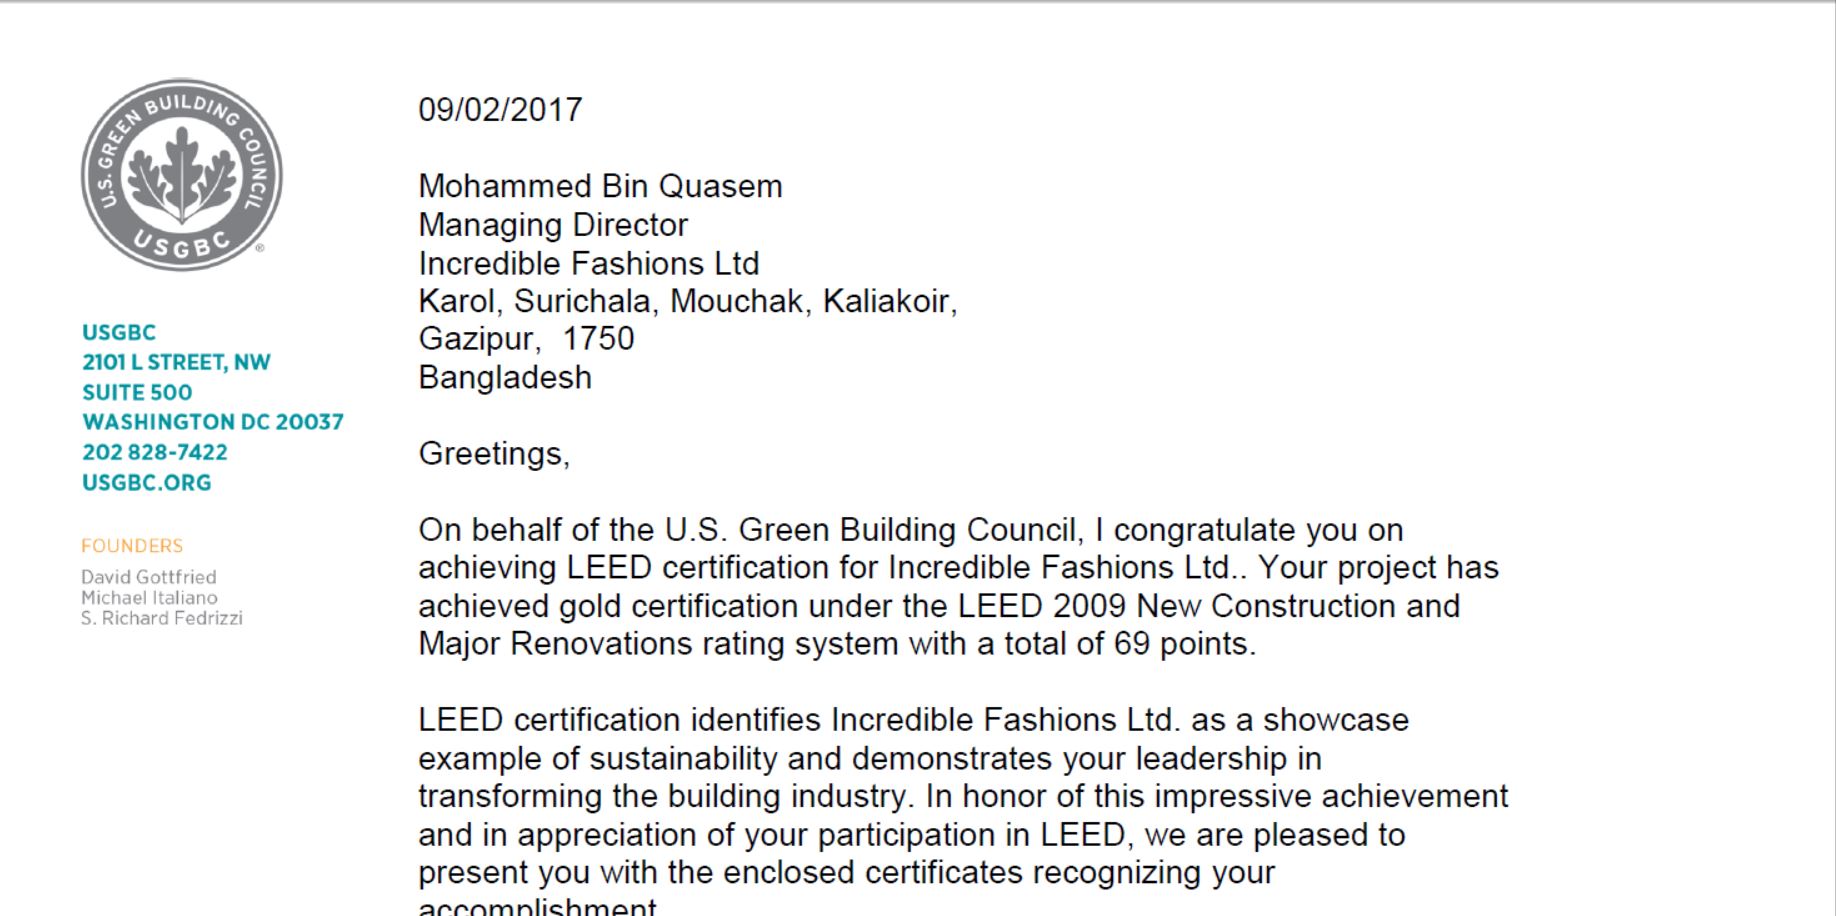 U.S. GREEN BUILDING COUNCIL
USGBC
®
USGBC
2101 L STREET, NW
SUITE 500
WASHINGTON DC 20037
202 828-7422
USGBC.ORG
FOUNDERS
David Gottfried
Michael Italiano
S. Richard Fedrizzi
09/02/2017
Mohammed Bin Quasem
Managing Director
Incredible Fashions Ltd
Karol, Surichala, Mouchak, Kaliakoir,
Gazipur,  1750
Bangladesh
Greetings,
On behalf of the U.S. Green Building Council, I congratulate you on
achieving LEED certification for Incredible Fashions Ltd.. Your project has
achieved gold certification under the LEED 2009 New Construction and
Major Renovations rating system with a total of 69 points.
LEED certification identifies Incredible Fashions Ltd. as a showcase
example of sustainability and demonstrates your leadership in
transforming the building industry. In honor of this impressive achievement
and in appreciation of your participation in LEED, we are pleased to
present you with the enclosed certificates recognizing your
accomplishment.